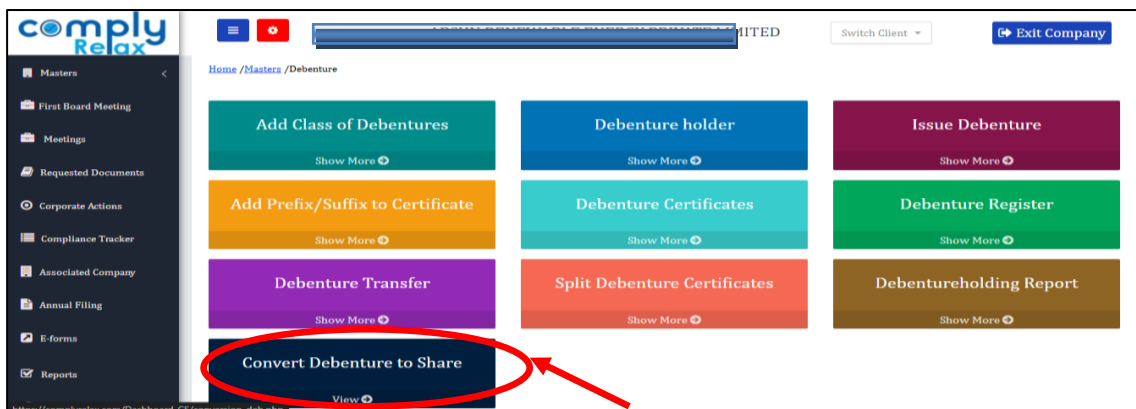 comply
Relax
LIMITED
Switch Client
Exit Company
Masters
Home /Masters /Debenture
First Board Meeting
Meetings
Requested Documents
Corporate Actions
Compliance Tracker
Associated Company
Annual Filing
E-forms
Reports
Add Class of Debentures
Show More
Debenture holder
Show More
Issue Debenture
Show More
Add Prefix/Suffix to Certificate
Show More
Debenture Certificates
Show More
Debenture Register
Show More
Debenture Transfer
Show More
Split Debenture Certificates
Show More
Debentureholding Report
Show More
Convert Debenture to Share
View